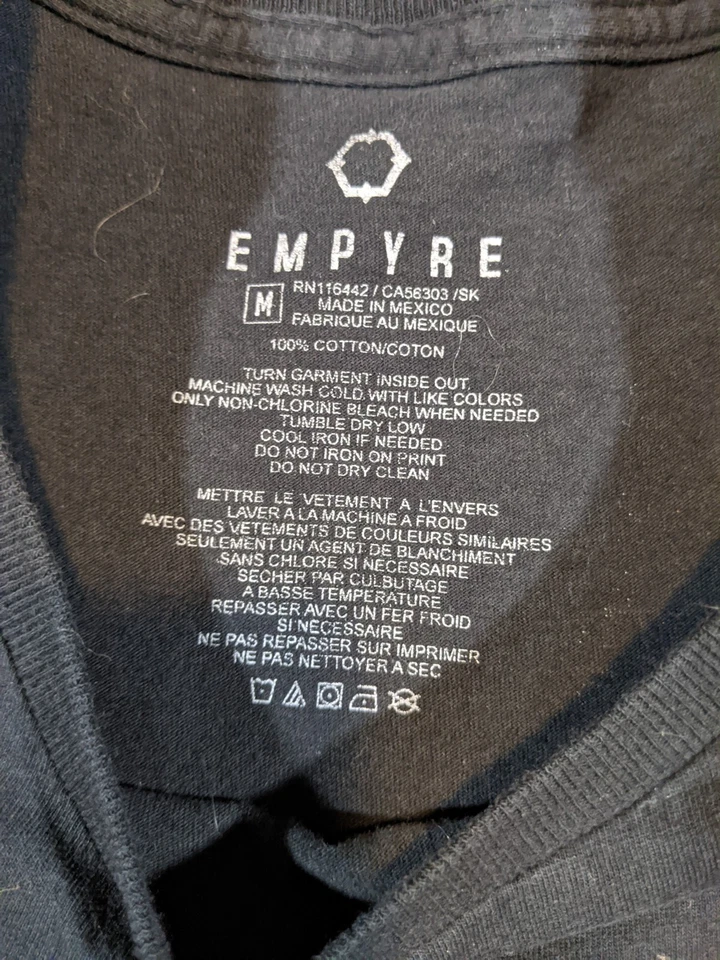 EMPYRE
M
RN116442 / CA56303 /SK
MADE IN MEXICO
FABRIQUE AU MEXIQUE
100% COTTON/COTON
TURN GARMENT INSIDE OUT
MACHINE WASH COLD WITH LIKE COLORS
ONLY NON-CHLORINE BLEACH WHEN NEEDED
TUMBLE DRY LOW
COOL IRON IF NEEDED
DO NOT IRON ON PRINT
DO NOT DRY CLEAN
METTRE LE VETEMENT A L'ENVERS
LAVER A LA MACHINE A FROID
AVEC DES VETEMENTS DE COULEURS SIMILAIRES
SEULEMENT UN AGENT DE BLANCHIMENT
SANS CHLORE SI NECESSAIRE
SECHER PAR CULBUTAGE
A BASSE TEMPERATURE
REPASSER AVEC UN FER FROID
SI NECESSAIRE
NE PAS REPASSER SUR IMPRIMER
NE PAS NETTOYER A SEC